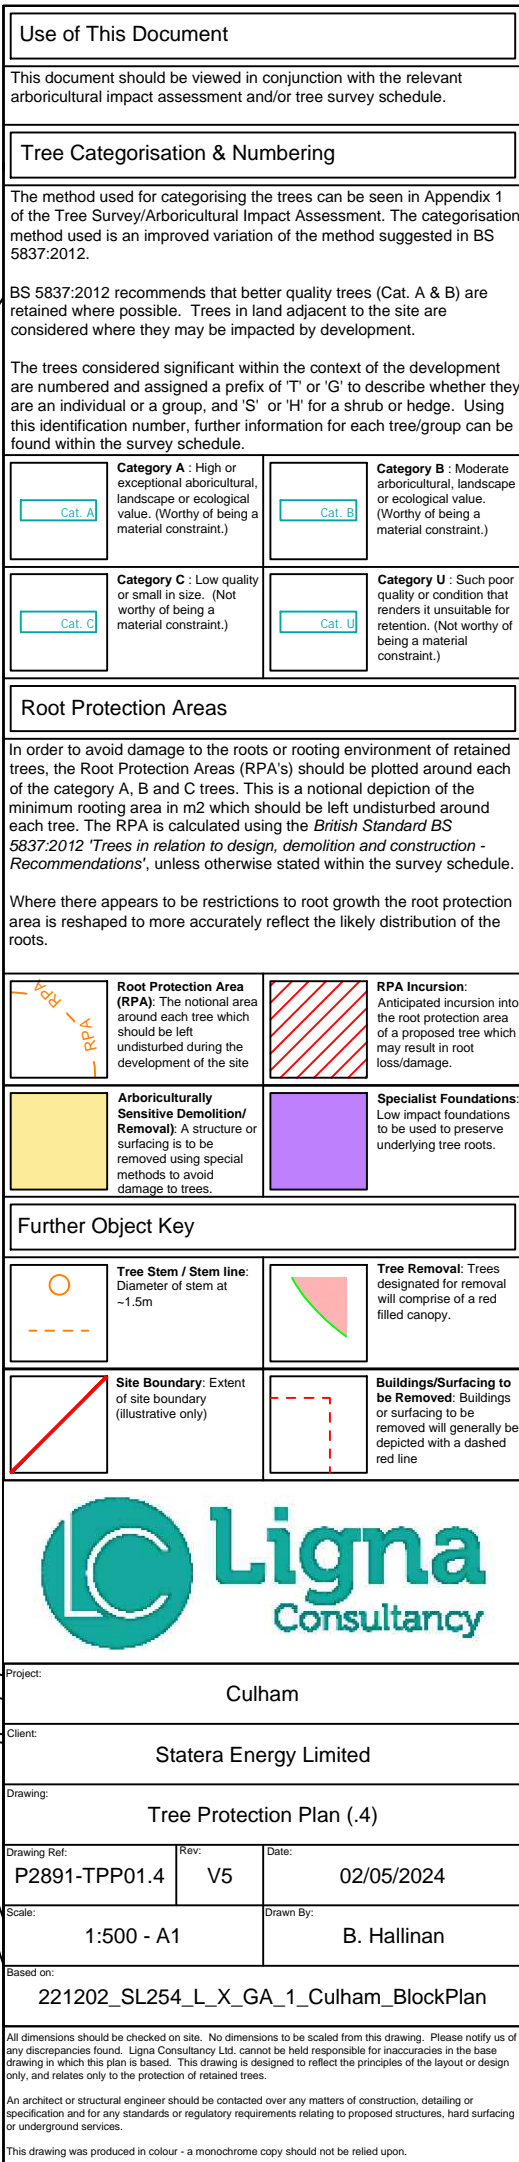 Use of This Document
This document should be viewed in conjunction with the relevant
arboricultural impact assessment and/or tree survey schedule.
Tree Categorisation & Numbering
The method used for categorising the trees can be seen in Appendix 1
of the Tree Survey/Arboricultural Impact Assessment. The categorisation
method used is an improved variation of the method suggested in BS
5837:2012.
BS 5837:2012 recommends that better quality trees (Cat. A & B) are
retained where possible.  Trees in land adjacent to the site are
considered where they may be impacted by development.
The trees considered significant within the context of the development
are numbered and assigned a prefix of 'T' or 'G' to describe whether they
are an individual or a group, and 'S'  or 'H' for a shrub or hedge.  Using
this identification number, further information for each tree/group can be
found within the survey schedule.
Cat. A
Category A : High or
exceptional aboricultural,
landscape or ecological
value. (Worthy of being a
material constraint.)
Cat. B
Category B : Moderate
arboricultural, landscape
or ecological value.
(Worthy of being a
material constraint.)
Cat. C
Category C : Low quality
or small in size.  (Not
worthy of being a
material constraint.)
Cat. U
Category U : Such poor
quality or condition that
renders it unsuitable for
retention. (Not worthy of
being a material
constraint.)
Root Protection Areas
In order to avoid damage to the roots or rooting environment of retained
trees, the Root Protection Areas (RPA's) should be plotted around each
of the category A, B and C trees. This is a notional depiction of the
minimum rooting area in m2 which should be left undisturbed around
each tree. The RPA is calculated using the British Standard BS
5837:2012 'Trees in relation to design, demolition and construction -
Recommendations', unless otherwise stated within the survey schedule.
Where there appears to be restrictions to root growth the root protection
area is reshaped to more accurately reflect the likely distribution of the
roots.
RPA
RPA
Root Protection Area
(RPA): The notional area
around each tree which
should be left
undisturbed during the
development of the site
RPA Incursion:
Anticipated incursion into
the root protection area
of a proposed tree which
may result in root
loss/damage.
Arboriculturally
Sensitive Demolition/
Removal): A structure or
surfacing is to be
removed using special
methods to avoid
damage to trees.
Specialist Foundations:
Low impact foundations
to be used to preserve
underlying tree roots.
Further Object Key
Tree Stem / Stem line:
Diameter of stem at
~1.5m
Tree Removal: Trees
designated for removal
will comprise of a red
filled canopy.
Site Boundary: Extent
of site boundary
(illustrative only)
Buildings/Surfacing to
be Removed: Buildings
or surfacing to be
removed will generally be
depicted with a dashed
red line
LC
Ligna
Consultancy
Project:
Culham
Client:
Statera Energy Limited
Drawing:
Tree Protection Plan (.4)
Drawing Ref:
P2891-TPP01.4
Rev:
V5
Date:
02/05/2024
Scale:
1:500 - A1
Drawn By:
B. Hallinan
Based on:
221202_SL254_L_X_GA_1_Culham_BlockPlan
All dimensions should be checked on site.  No dimensions to be scaled from this drawing.  Please notify us of
any discrepancies found.  Ligna Consultancy Ltd. cannot be held responsible for inaccuracies in the base
drawing in which this plan is based.  This drawing is designed to reflect the principles of the layout or design
only, and relates only to the protection of retained trees.
An architect or structural engineer should be contacted over any matters of construction, detailing or
specification and for any standards or regulatory requirements relating to proposed structures, hard surfacing
or underground services.
This drawing was produced in colour - a monochrome copy should not be relied upon.